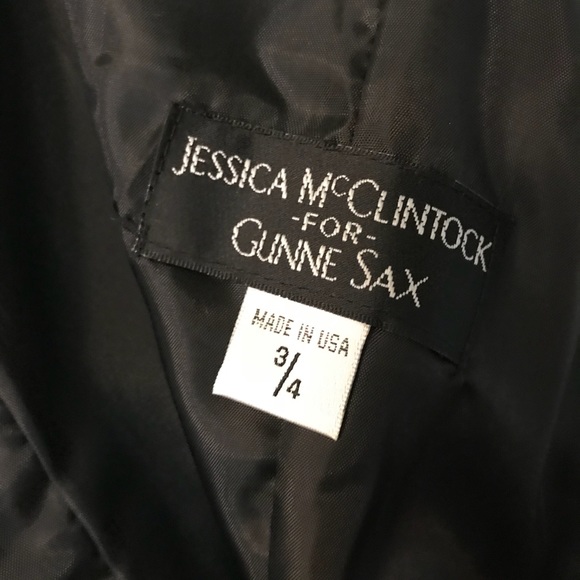 JESSICA McCLINTOCK
-FOR-
GUNNE SAX
MADE IN USA
3/4